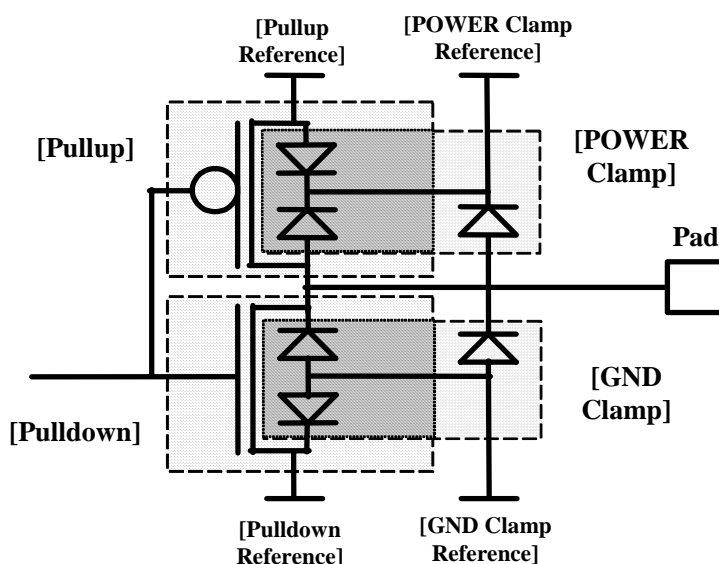 [Pullup
Reference]
[POWER Clamp
Reference]
[Pullup]
[POWER
Clamp]
Pad
[GND
Clamp]
[Pulldown]
[Pulldown
Reference]
[GND Clamp
Reference]